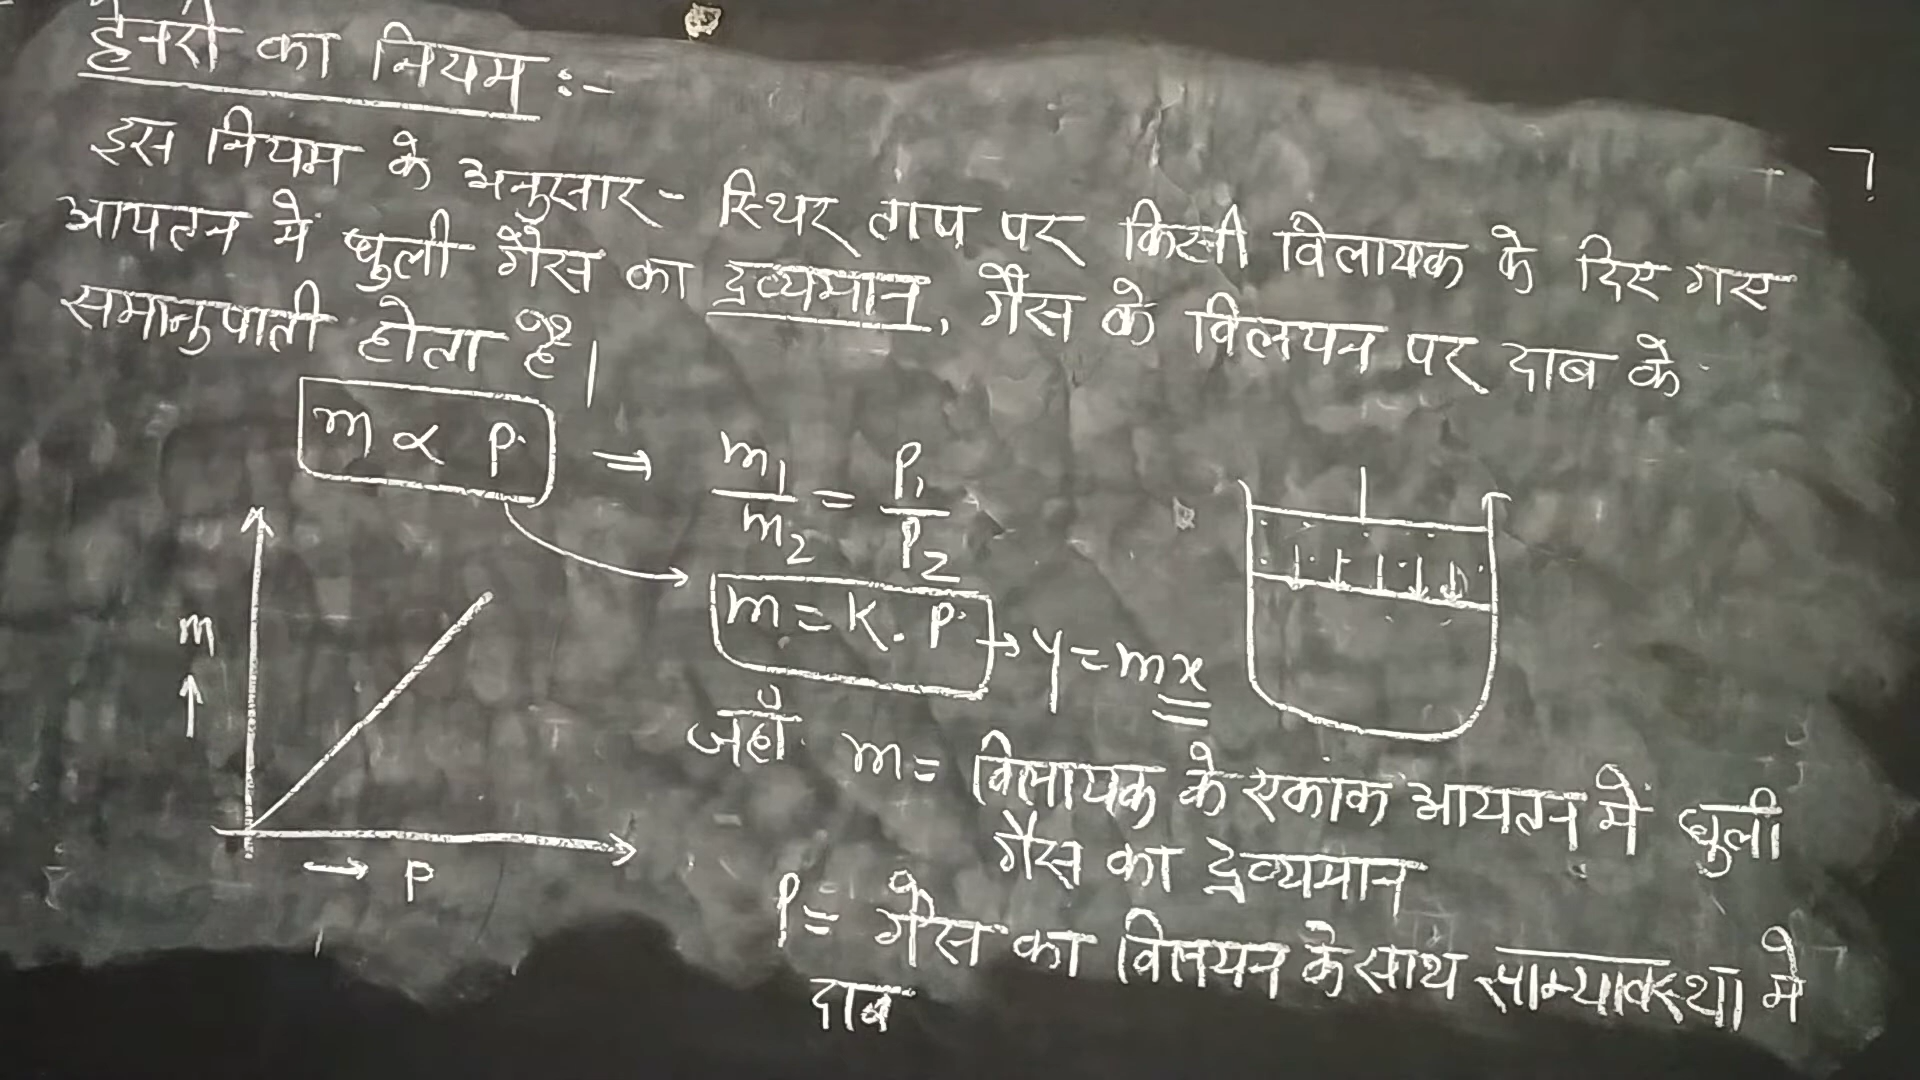 हेनरी का नियम :-
इस नियम के अनुसार - स्थिर ताप पर किसी विलायक के दिए गए
आयतन में घुली गैस का द्रव्यमान, गैस के विलयन पर दाब के
समानुपाती होता है।
m ∝ P ⇒ m₁/m₂ = P₁/P₂
m = K. P → y = mx
m ↑
→ P
जहाँ m = विलायक के एकांक आयतन में घुली
गैस का द्रव्यमान
P = गैस का विलयन के साथ साम्यावस्था में
दाब